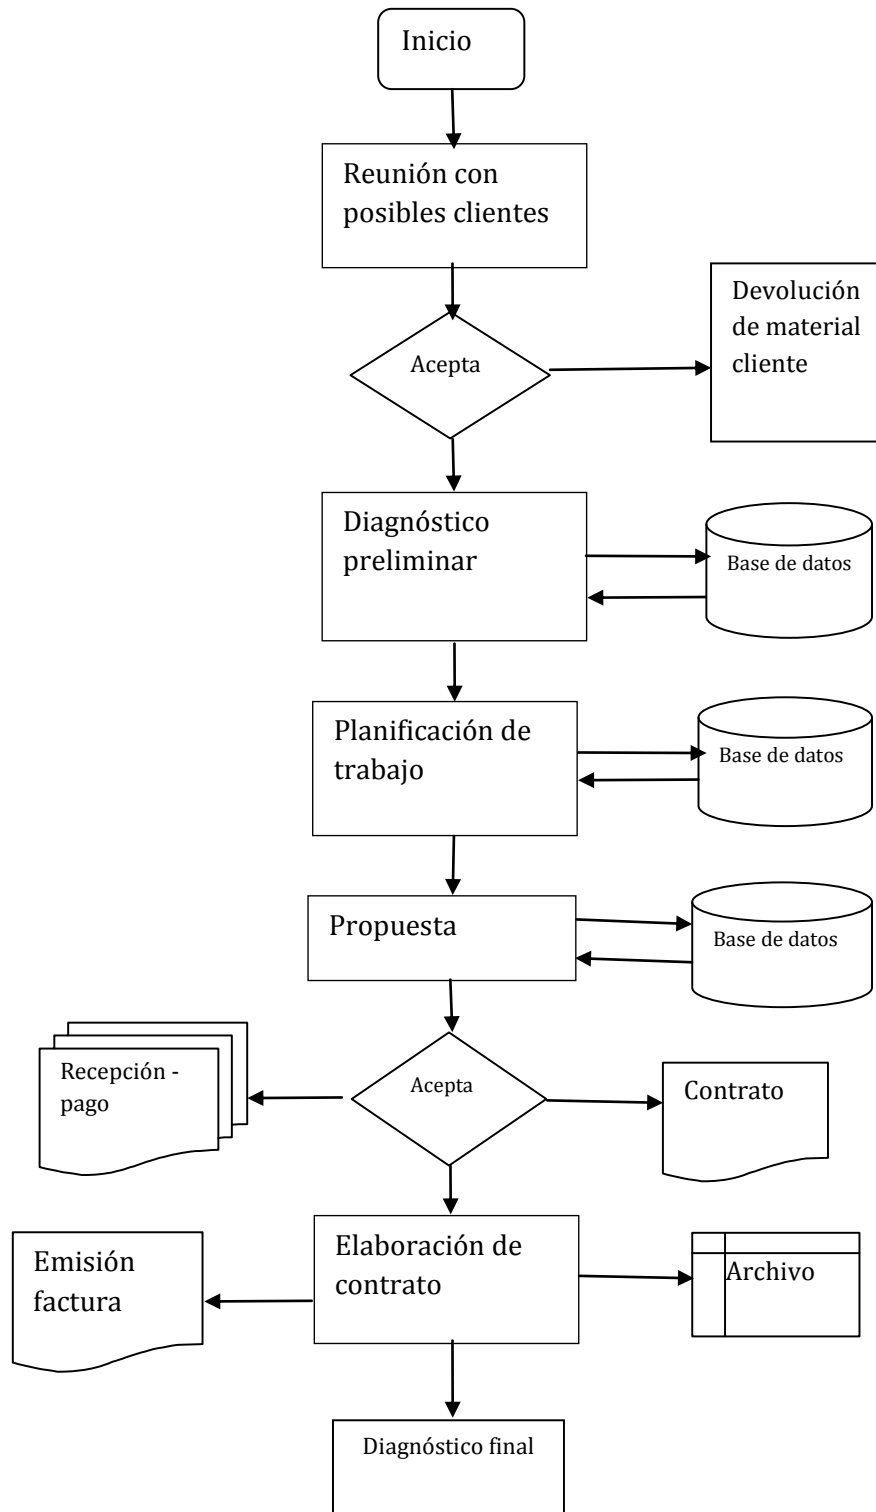 Inicio
Reunión con
posibles clientes
Devolución
de material
cliente
Acepta
Diagnóstico
preliminar
Base de datos
Planificación de
trabajo
Base de datos
Propuesta
Base de datos
Recepción -
pago
Acepta
Contrato
Emisión
factura
Elaboración de
contrato
Archivo
Diagnóstico final